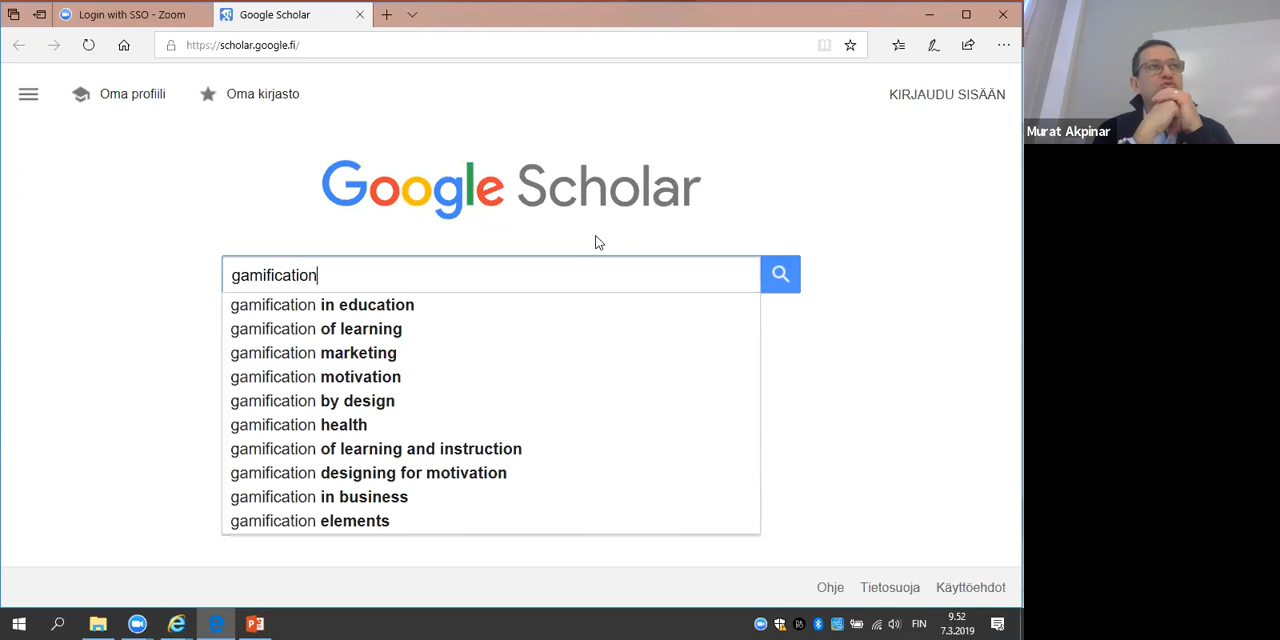 Login with SSO - Zoom
Google Scholar
https://scholar.google.fi/
Oma profiili
Oma kirjasto
KIRJAUDU SISÄÄN
Murat Akpinar
Google Scholar
gamification
gamification in education
gamification of learning
gamification marketing
gamification motivation
gamification by design
gamification health
gamification of learning and instruction
gamification designing for motivation
gamification in business
gamification elements
Ohje
Tietosuoja
Käyttöehdot
FIN
9.52
7.3.2019